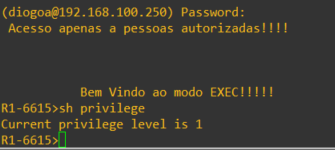 (diogoa@192.168.100.250) Password:
Acesso apenas a pessoas autorizadas!!!!
Bem Vindo ao modo EXEC!!!!!
R1-6615>sh privilege
Current privilege level is 1
R1-6615>